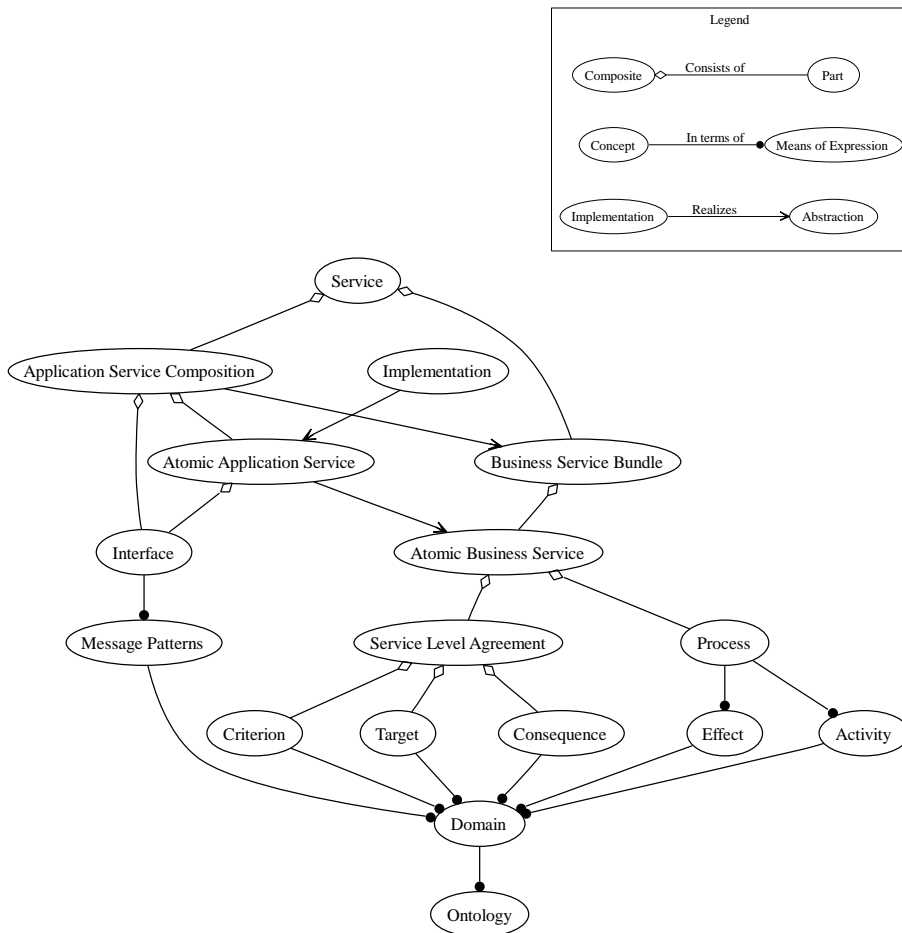 Legend
Composite
Consists of
Part
Concept
In terms of
Means of Expression
Implementation
Realizes
Abstraction
Service
Application Service Composition
Implementation
Atomic Application Service
Business Service Bundle
Interface
Atomic Business Service
Message Patterns
Service Level Agreement
Process
Criterion
Target
Consequence
Effect
Activity
Domain
Ontology